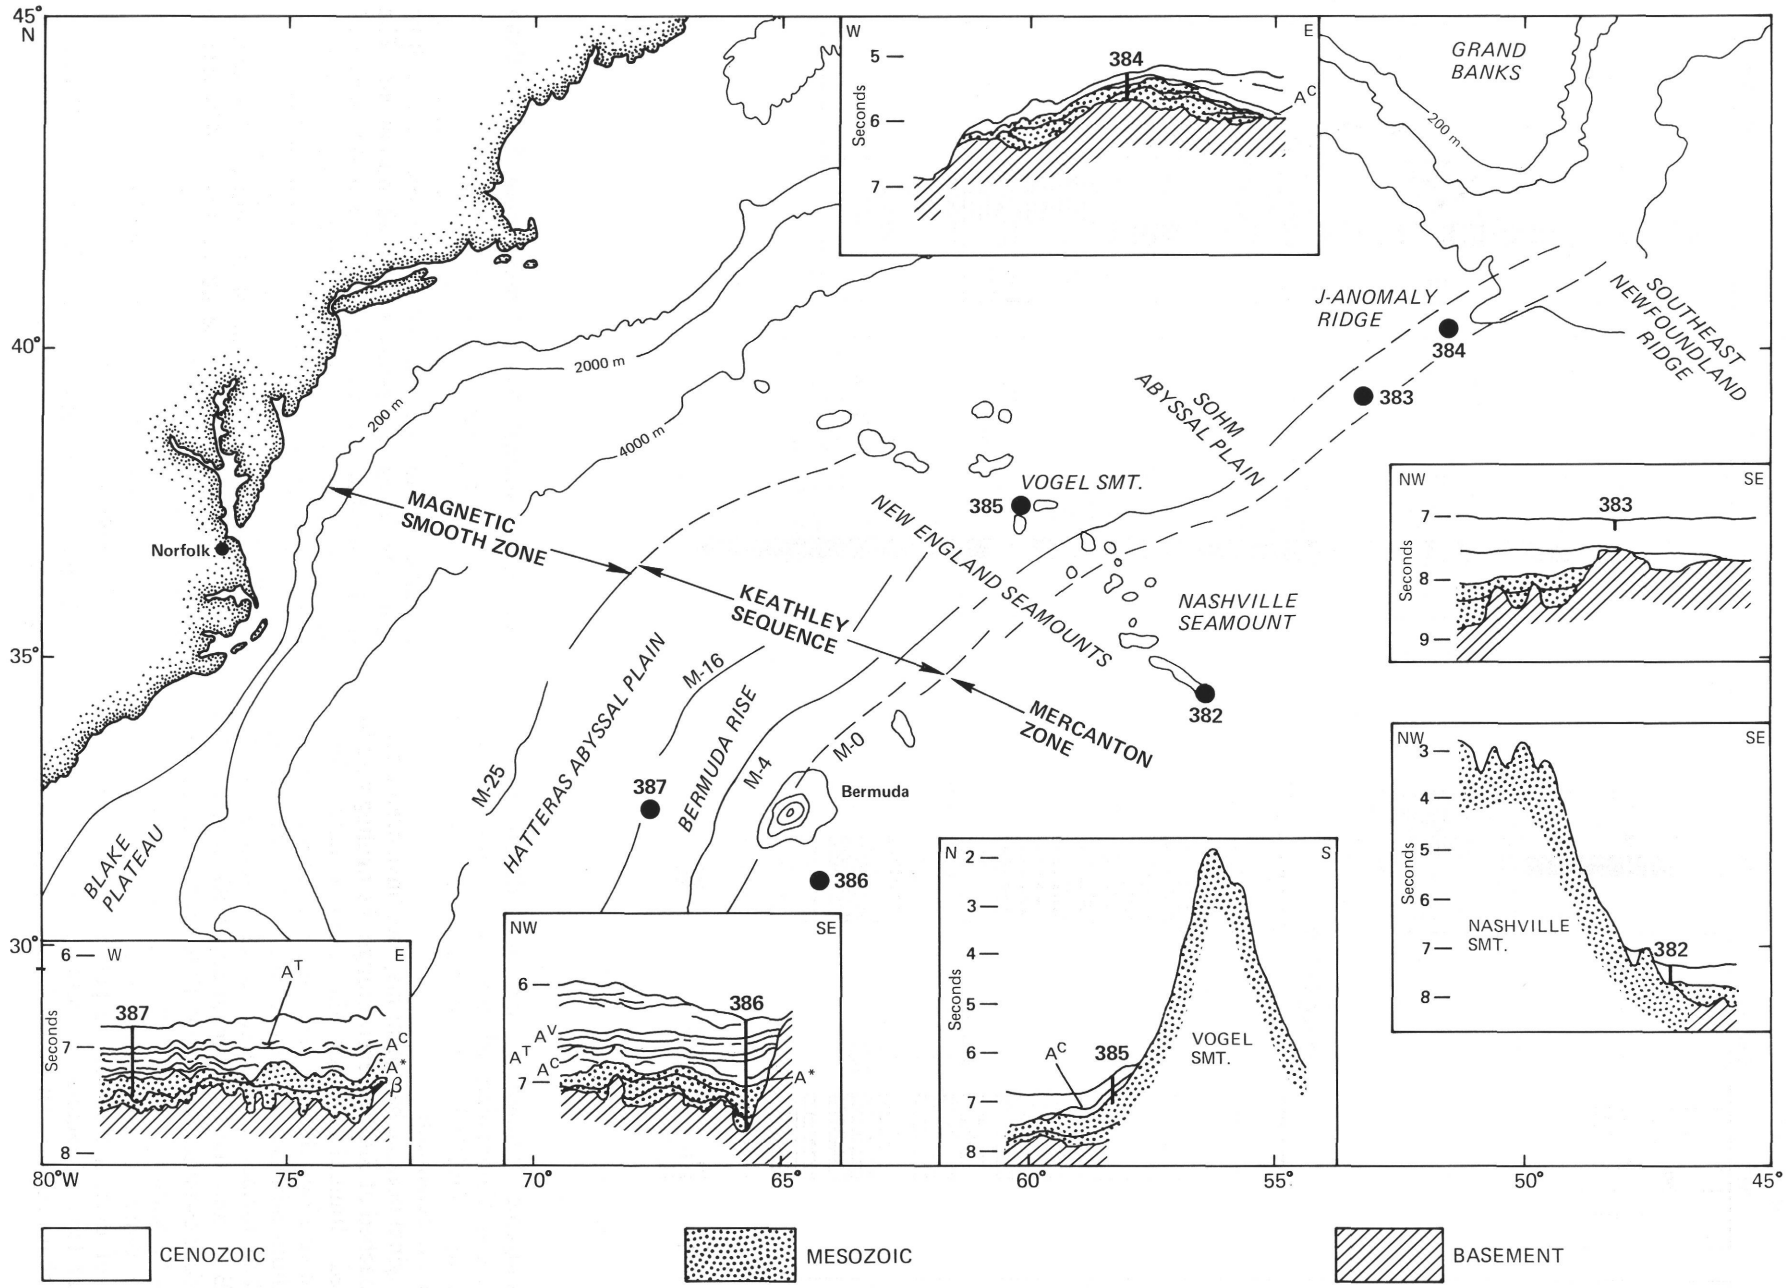 45°
N
40°
35°
30°
80°W
75°
70°
65°
60°
55°
50°
45°
W
E
5
6
7
Seconds
384
A^C
GRAND
BANKS
200 m
J-ANOMALY
RIDGE
SOUTHEAST
NEWFOUNDLAND
RIDGE
384
383
SOHM
ABYSSAL PLAIN
2000 m
200 m
4000 m
VOGEL SMT.
385
NEW ENGLAND SEAMOUNTS
NASHVILLE
SEAMOUNT
382
MAGNETIC
SMOOTH ZONE
KEATHLEY
SEQUENCE
MERCANTON
ZONE
Norfolk
HATTERAS ABYSSAL PLAIN
M-25
M-16
BERMUDA RISE
M-4
M-0
387
Bermuda
386
BLAKE
PLATEAU
NW
SE
383
7
8
9
Seconds
NW
SE
3
4
5
6
7
8
Seconds
NASHVILLE
SMT.
382
N
S
2
3
4
5
6
7
8
Seconds
A^C
385
VOGEL
SMT.
NW
SE
6
7
386
A^V
A^T
A^C
A*
W
E
6
7
8
Seconds
387
A^T
A^C
A*
β
CENOZOIC
MESOZOIC
BASEMENT